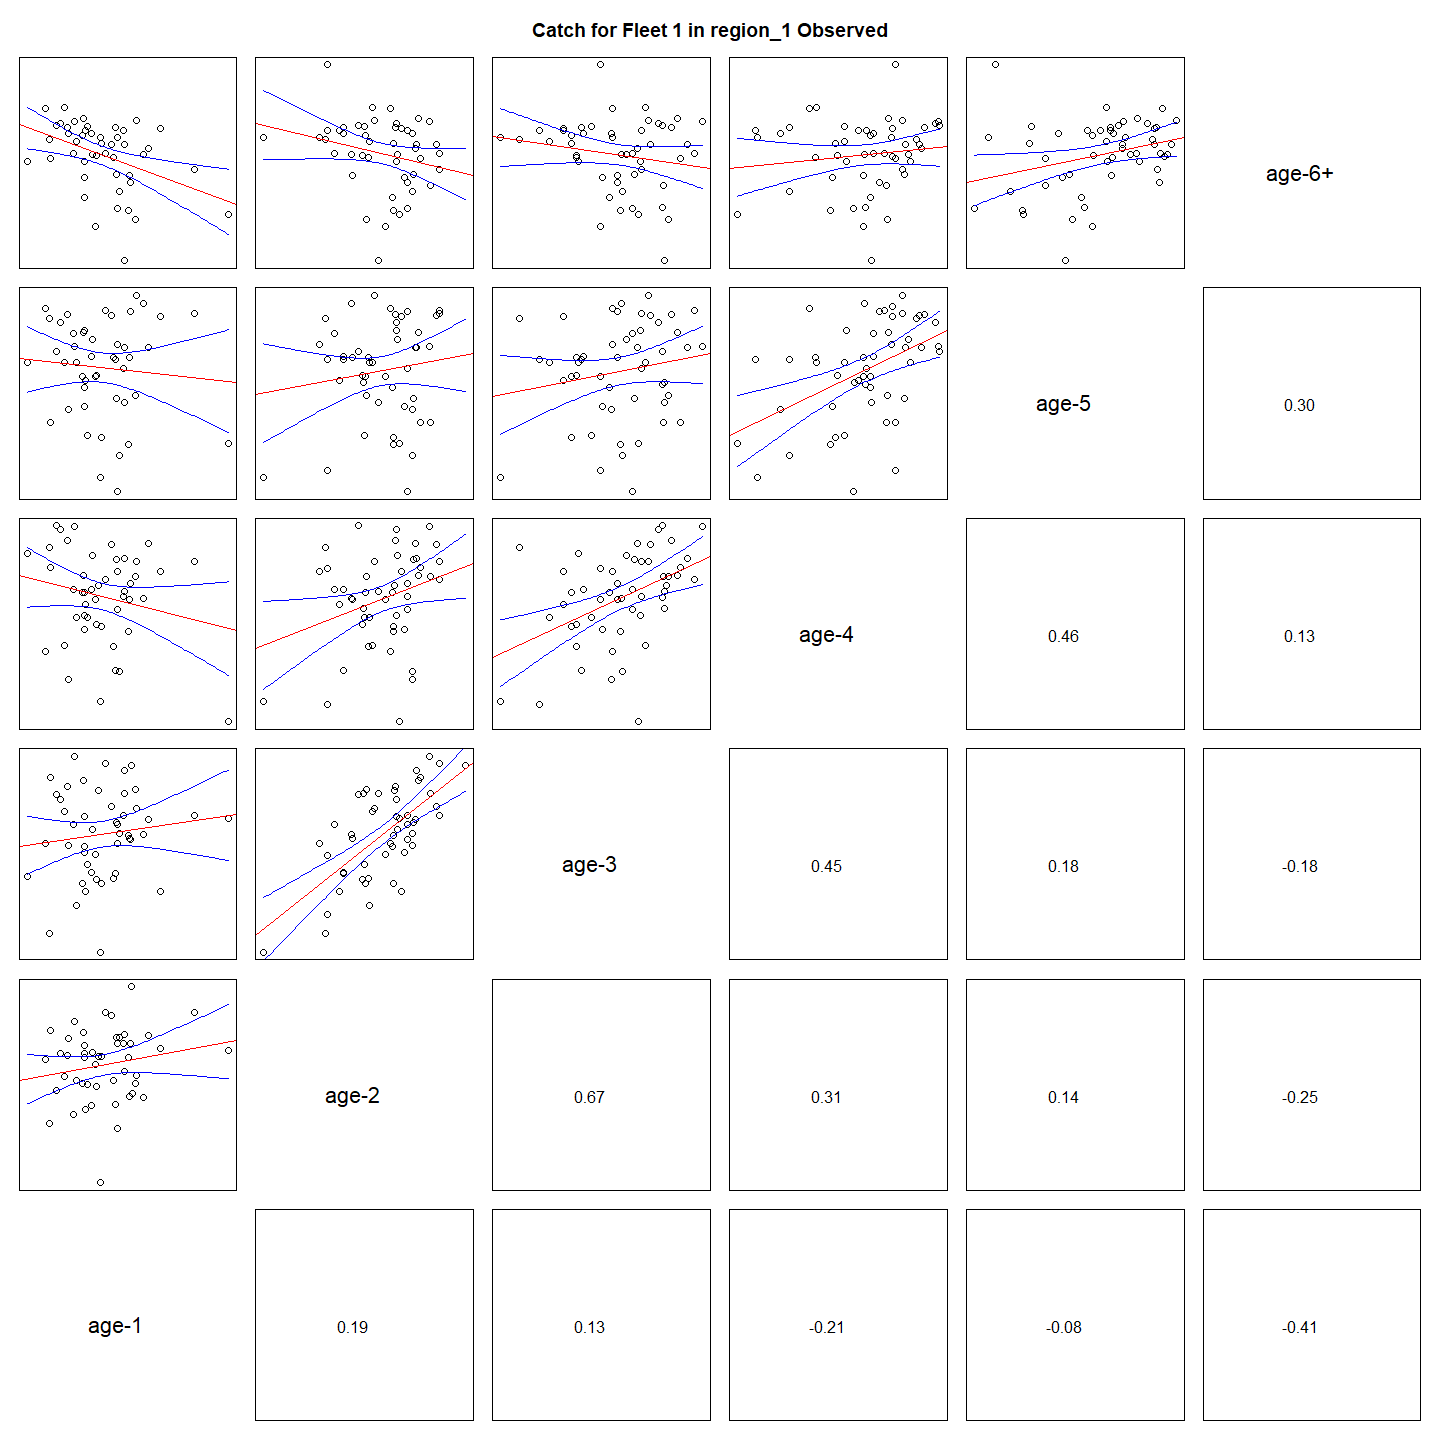 Catch for Fleet 1 in region_1 Observed
age-6+
age-5
0.30
age-4
0.46
0.13
age-3
0.45
0.18
-0.18
age-2
0.67
0.31
0.14
-0.25
age-1
0.19
0.13
-0.21
-0.08
-0.41